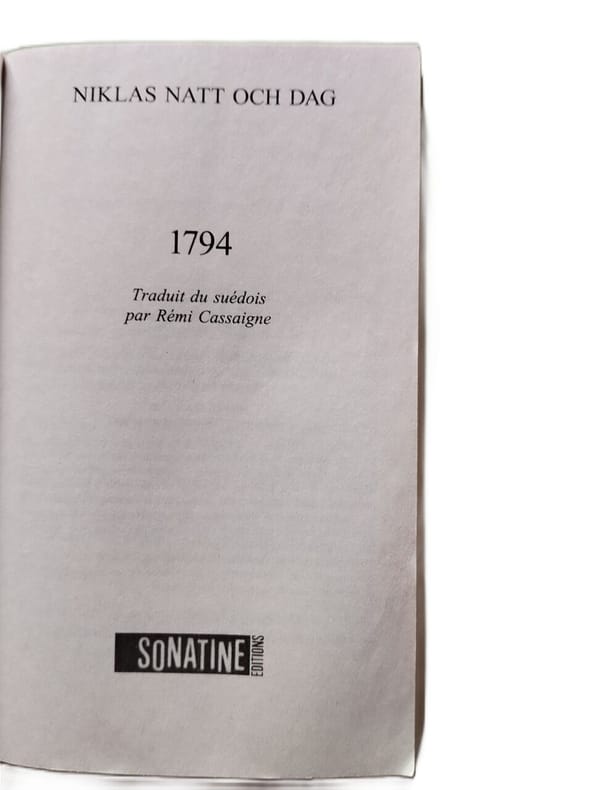 NIKLAS NATT OCH DAG
1794
Traduit du suédois
par Rémi Cassaigne
SONATINE
EDITIONS